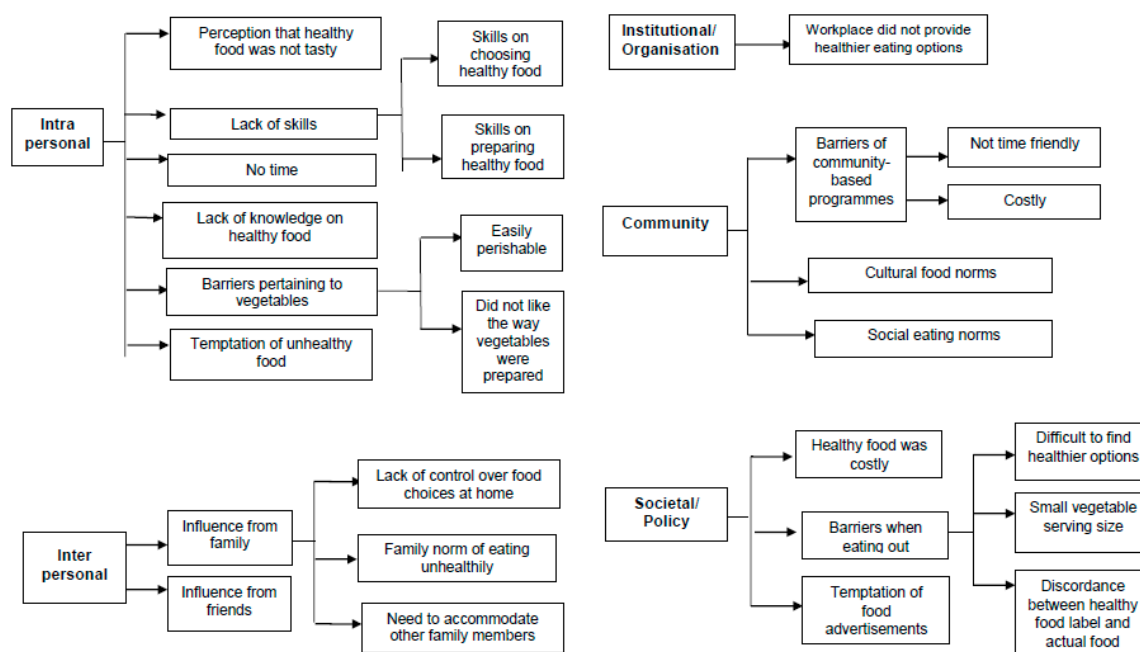 Intra
personal
Perception that healthy
food was not tasty
Lack of skills
Skills on
choosing
healthy food
Skills on
preparing
healthy food
No time
Lack of knowledge on
healthy food
Barriers pertaining to
vegetables
Easily
perishable
Did not like
the way
vegetables
were
prepared
Temptation of unhealthy
food
Institutional/
Organisation
Workplace did not provide
healthier eating options
Community
Barriers of
community-
based
programmes
Not time friendly
Costly
Cultural food norms
Social eating norms
Inter
personal
Influence from
family
Lack of control over food
choices at home
Family norm of eating
unhealthily
Need to accommodate
other family members
Influence from
friends
Societal/
Policy
Healthy food was
costly
Barriers when
eating out
Difficult to find
healthier options
Small vegetable
serving size
Discordance
between healthy
food label and
actual food
Temptation of
food
advertisements